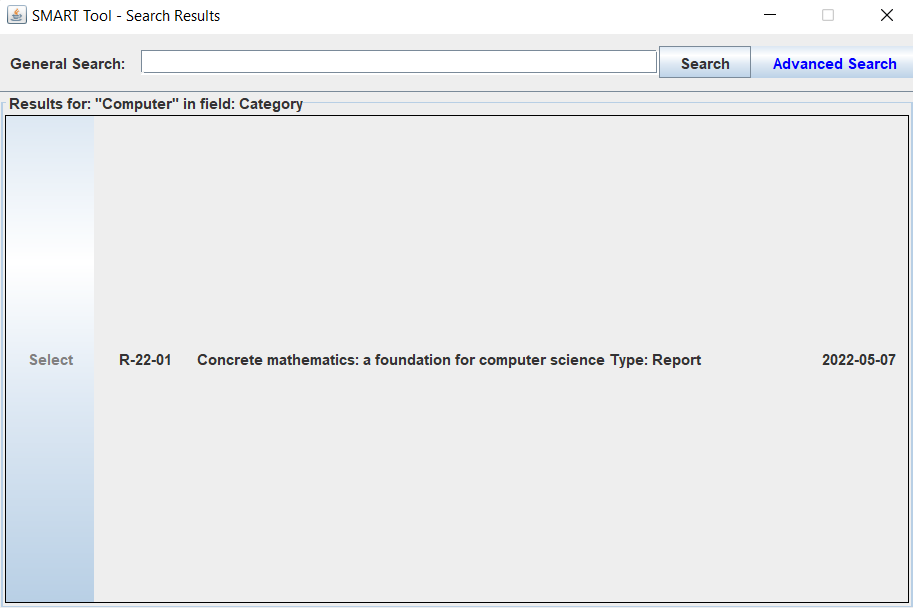 SMART Tool - Search Results
General Search: Search Advanced Search
Results for: "Computer" in field: Category
Select R-22-01 Concrete mathematics: a foundation for computer science Type: Report 2022-05-07